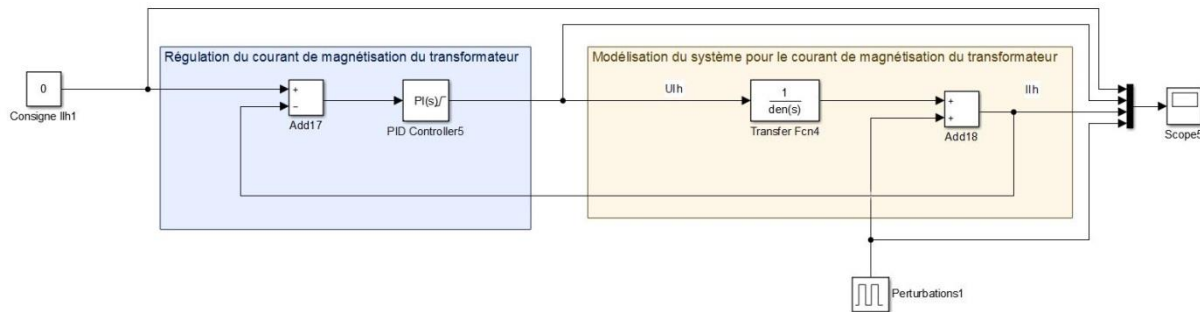 Régulation du courant de magnétisation du transformateur
Modélisation du système pour le courant de magnétisation du transformateur
0
Consigne Ilh1
+
−
Add17
PI(s)
PID Controller5
Ulh
1
den(s)
Transfer Fcn4
+
+
Add18
Ilh
Scope5
Perturbations1